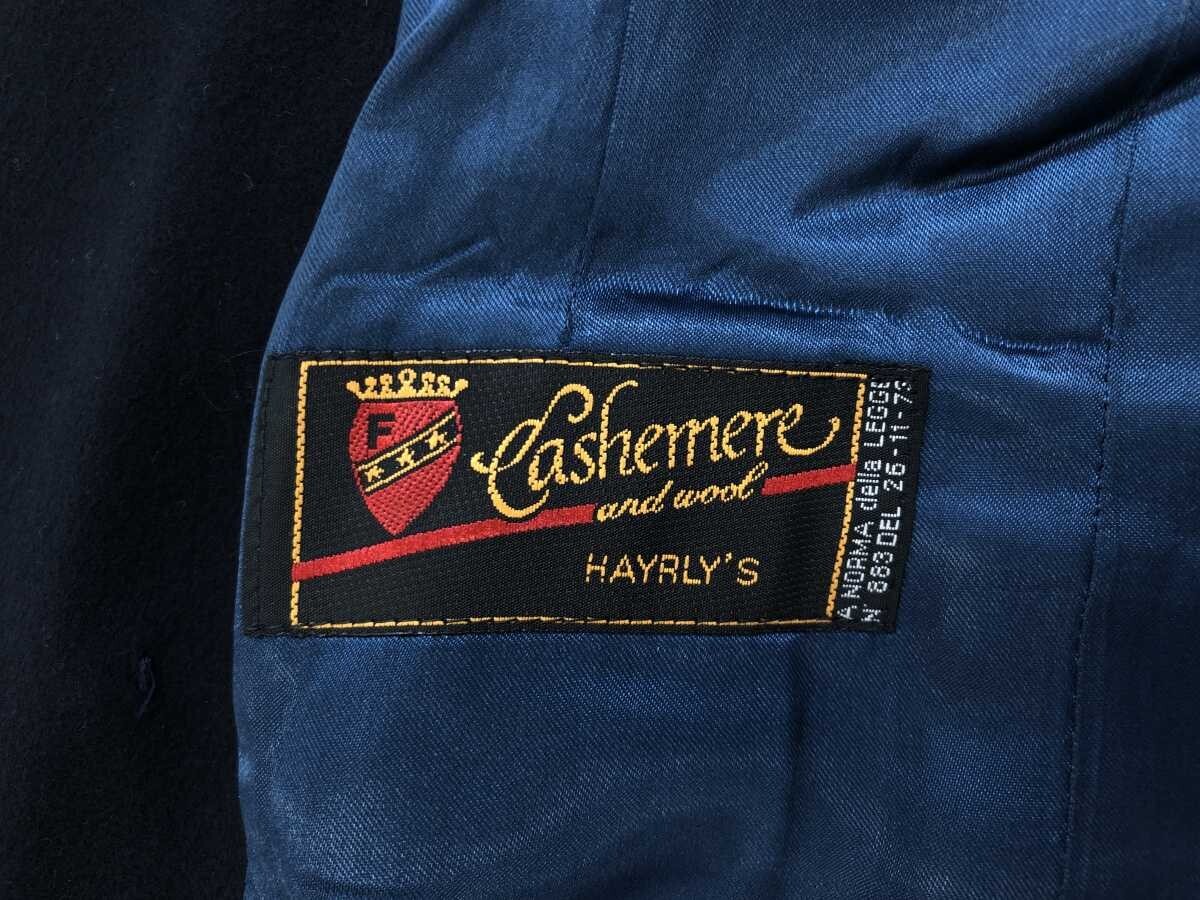 F
Cashemere
and wool
HAYRLY'S
A NORMA della LEGGE
N° 883 DEL 26-11-73